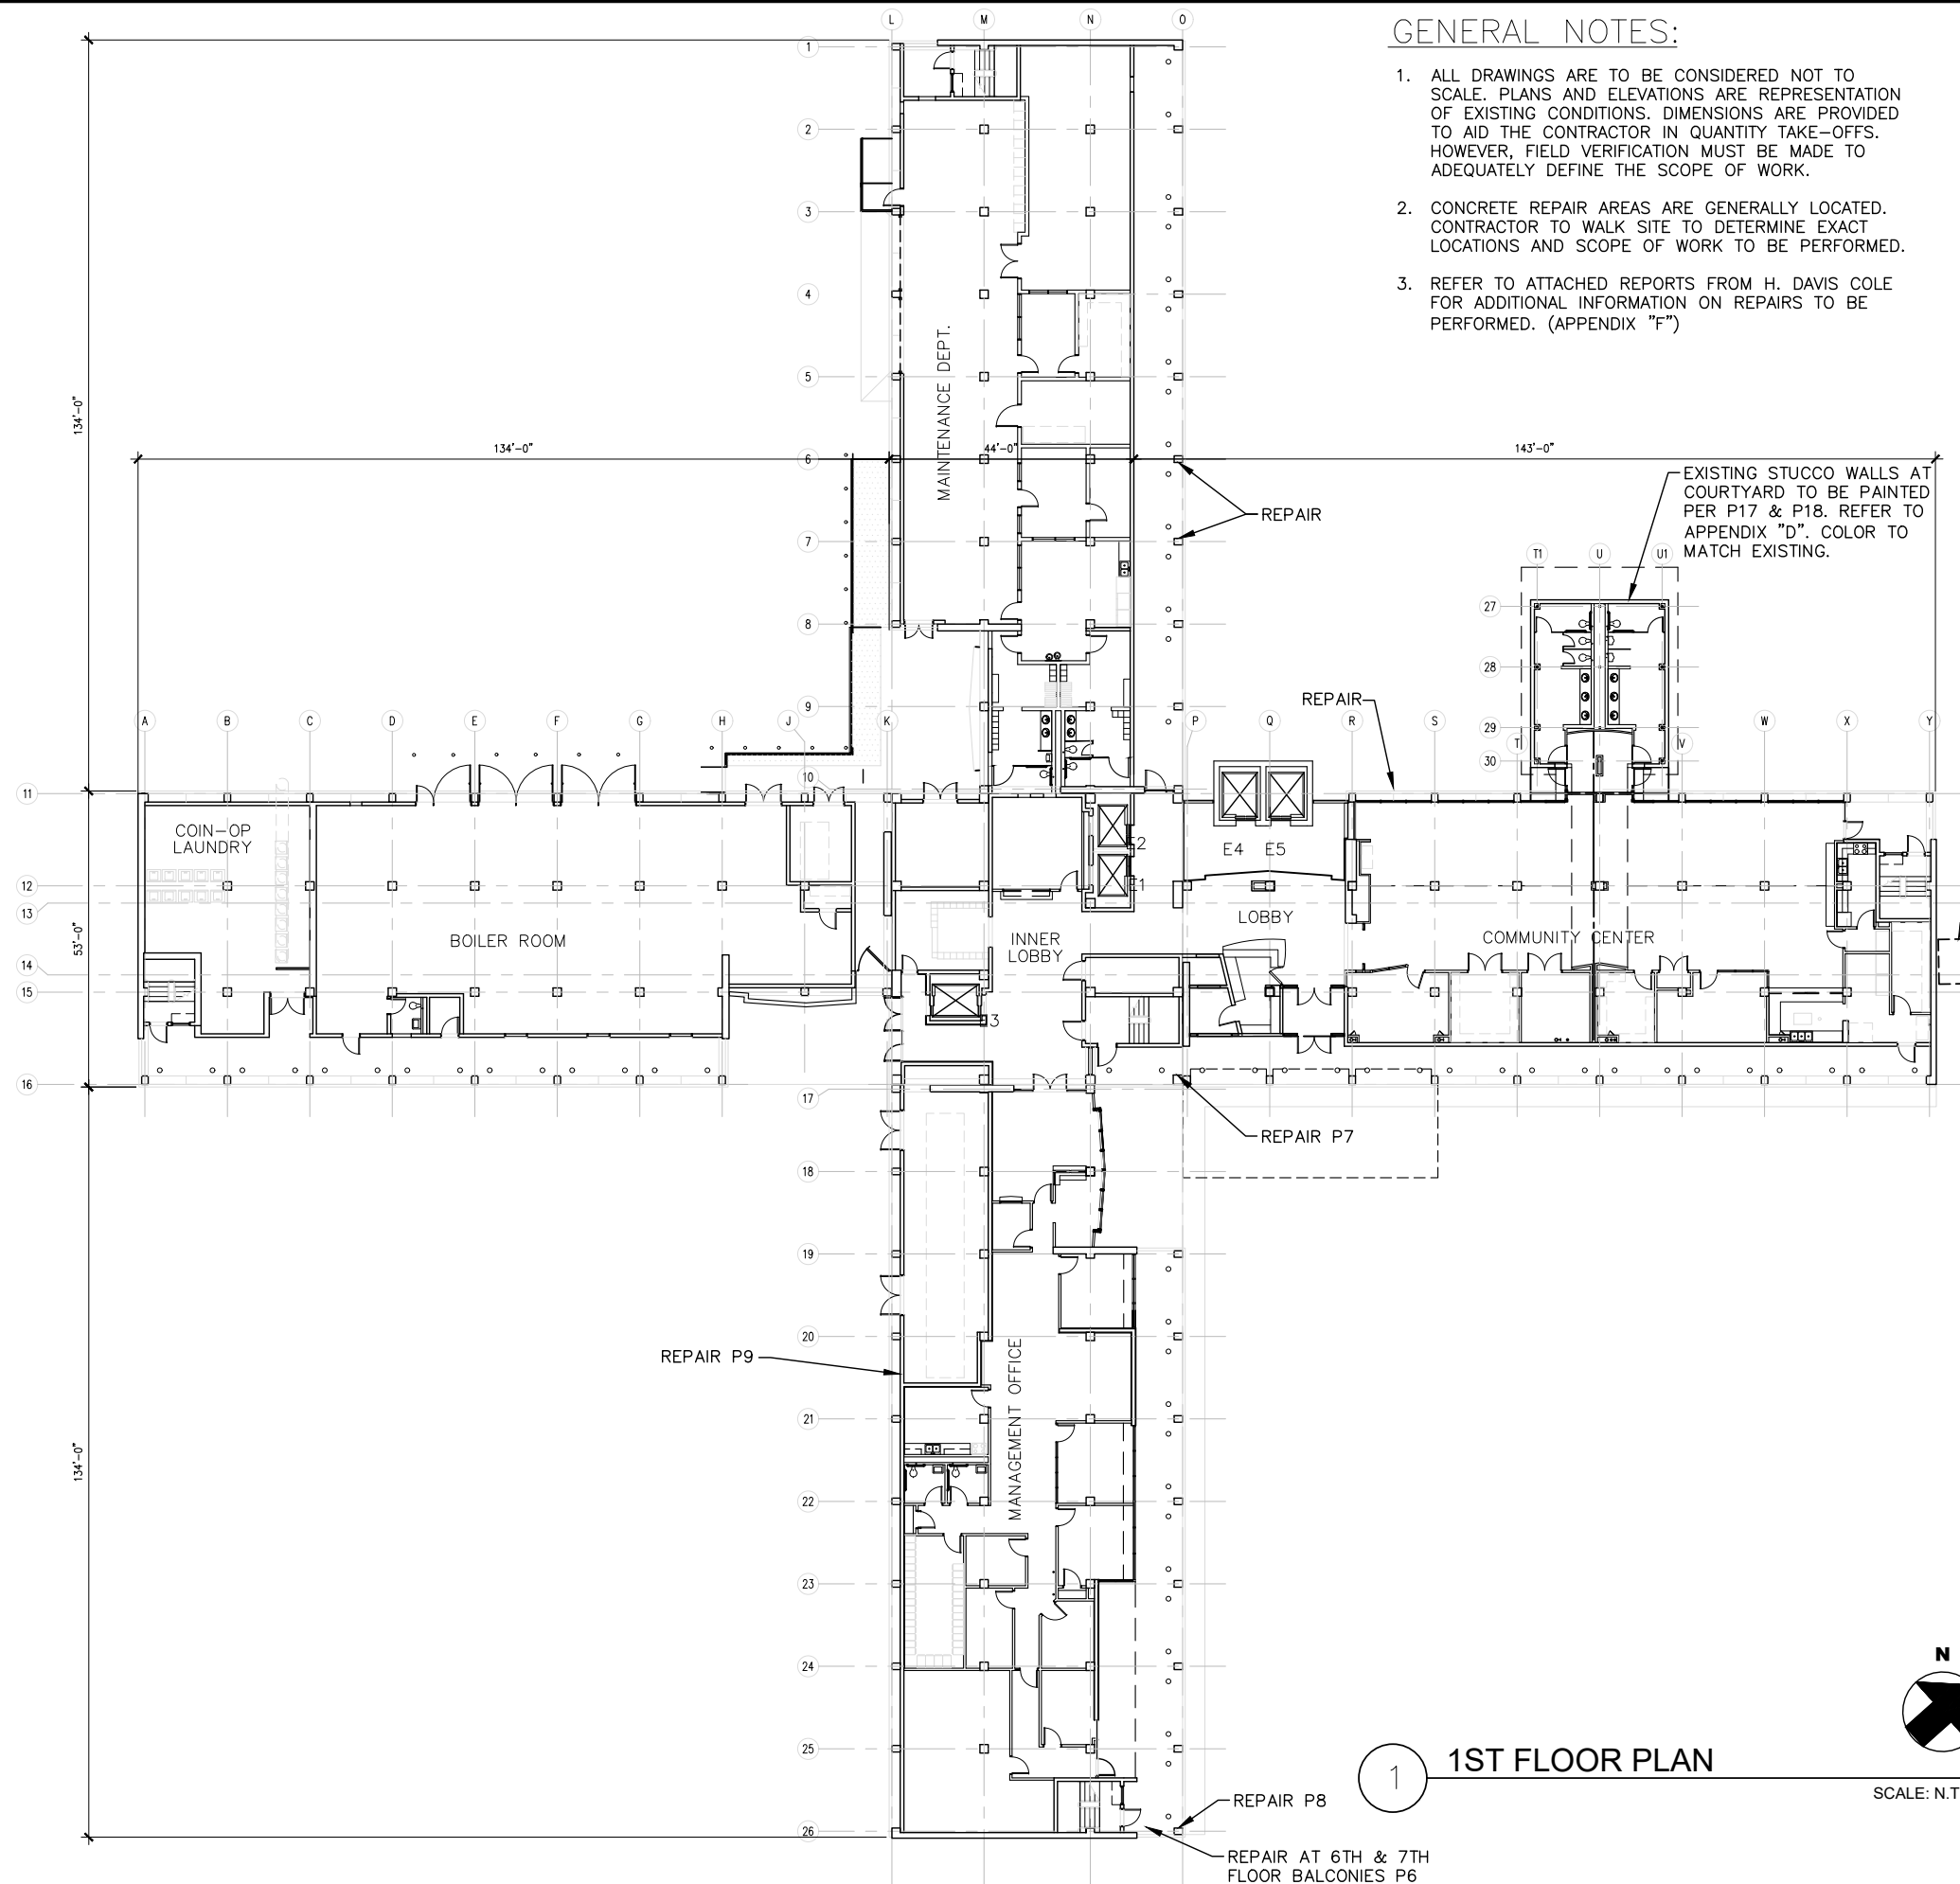 L M N O
GENERAL NOTES:
1. ALL DRAWINGS ARE TO BE CONSIDERED NOT TO
SCALE. PLANS AND ELEVATIONS ARE REPRESENTATION
OF EXISTING CONDITIONS. DIMENSIONS ARE PROVIDED
TO AID THE CONTRACTOR IN QUANTITY TAKE-OFFS.
HOWEVER, FIELD VERIFICATION MUST BE MADE TO
ADEQUATELY DEFINE THE SCOPE OF WORK.
2. CONCRETE REPAIR AREAS ARE GENERALLY LOCATED.
CONTRACTOR TO WALK SITE TO DETERMINE EXACT
LOCATIONS AND SCOPE OF WORK TO BE PERFORMED.
3. REFER TO ATTACHED REPORTS FROM H. DAVIS COLE
FOR ADDITIONAL INFORMATION ON REPAIRS TO BE
PERFORMED. (APPENDIX "F")
1
2
3
4
5
134'-0"
MAINTENANCE DEPT.
134'-0" 44'-0" 143'-0"
6
EXISTING STUCCO WALLS AT
COURTYARD TO BE PAINTED
PER P17 & P18. REFER TO
APPENDIX "D". COLOR TO
MATCH EXISTING.
REPAIR
7
T1 U U1
27
8
28
REPAIR
9
A B C D E F G H J K P Q R S T V W X Y
29
30
10
11
COIN-OP
LAUNDRY
E2
E4 E5
E1
12
13
LOBBY
BOILER ROOM
INNER
LOBBY
COMMUNITY CENTER
53'-0"
14
15
3
16
17
REPAIR P7
18
19
20
REPAIR P9
MANAGEMENT OFFICE
21
134'-0"
22
23
24
N
25
1
1ST FLOOR PLAN
SCALE: N.T
REPAIR P8
26
REPAIR AT 6TH & 7TH
FLOOR BALCONIES P6